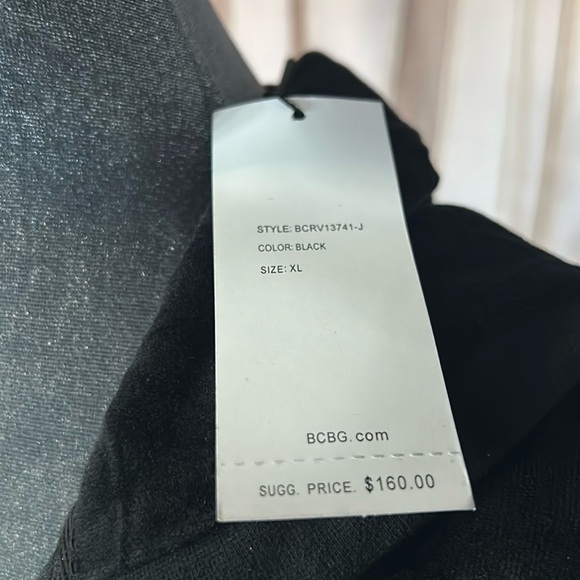 STYLE: BCRV13741-J
COLOR: BLACK
SIZE: XL
BCBG.com
SUGG. PRICE. $160.00